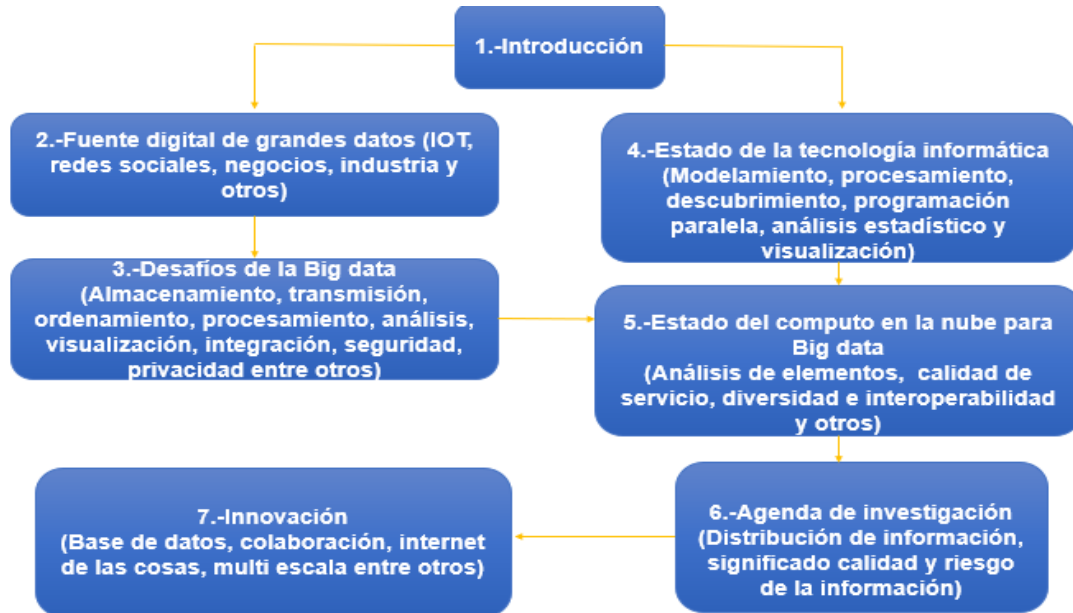 1.-Introducción
2.-Fuente digital de grandes datos (IOT,
redes sociales, negocios, industria y
otros)
3.-Desafíos de la Big data
(Almacenamiento, transmisión,
ordenamiento, procesamiento, análisis,
visualización, integración, seguridad,
privacidad entre otros)
4.-Estado de la tecnología informática
(Modelamiento, procesamiento,
descubrimiento, programación
paralela, análisis estadístico y
visualización)
5.-Estado del computo en la nube para
Big data
(Análisis de elementos, calidad de
servicio, diversidad e interoperabilidad
y otros)
6.-Agenda de investigación
(Distribución de información,
significado calidad y riesgo
de la información)
7.-Innovación
(Base de datos, colaboración, internet
de las cosas, multi escala entre otros)